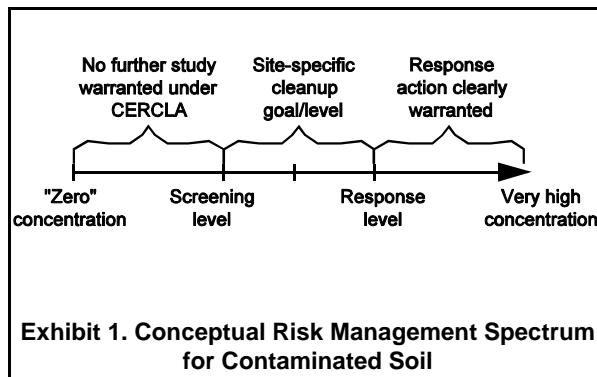 No further study
warranted under
CERCLA
Site-specific
cleanup
goal/level
Response
action clearly
warranted
"Zero"
concentration
Screening
level
Response
level
Very high
concentration
Exhibit 1. Conceptual Risk Management Spectrum
for Contaminated Soil